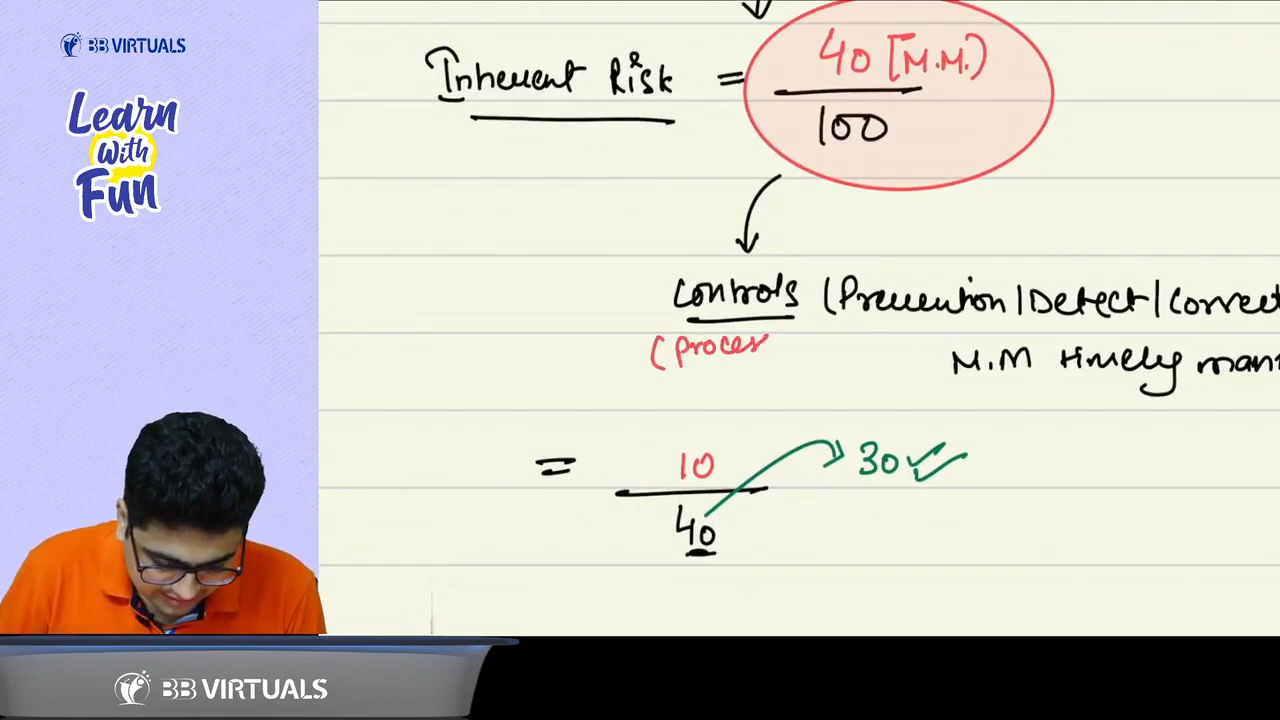 BB VIRTUALS
Learn
with
Fun
Inherent Risk = 40 [M.M.)
100
Controls (Prevention/Detect/Correct
(Proces
M.M timely mann
= 10
40
30
BB VIRTUALS